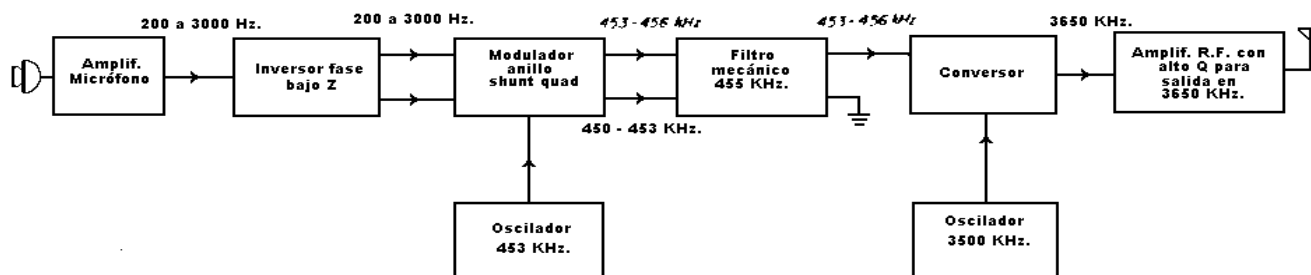 200 a 3000 Hz.
200 a 3000 Hz.
453-456 kHz
453-456 kHz
3650 KHz.
Amplif.
Micrófono
Inversor fase
bajo Z
Modulador
anillo
shunt quad
Filtro
mecánico
455 KHz.
Conversor
Amplif. R.F. con
alto Q para
salida en
3650 KHz.
450 - 453 KHz.
Oscilador
453 KHz.
Oscilador
3500 KHz.